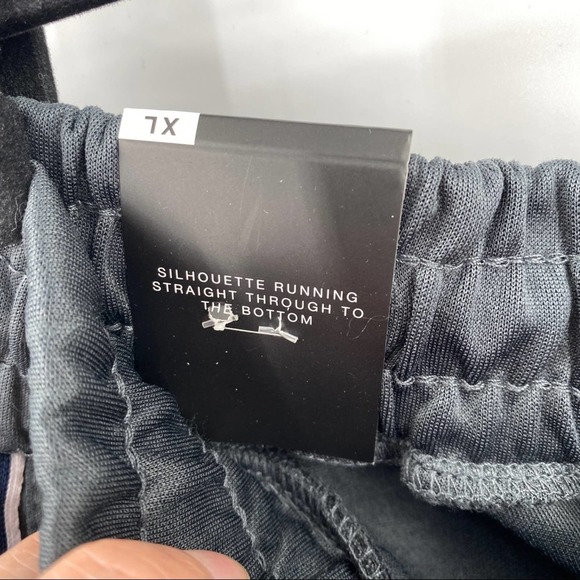 XL
SILHOUETTE RUNNING
STRAIGHT THROUGH TO
THE BOTTOM